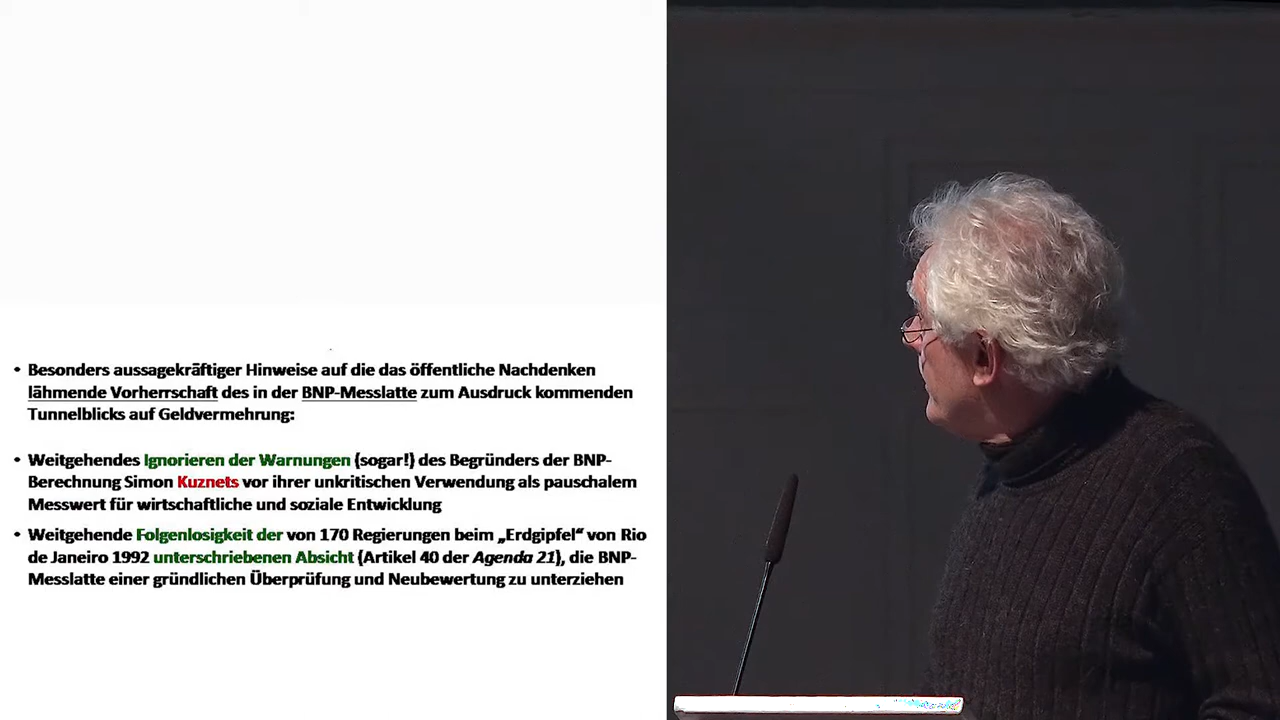 • Besonders aussagekräftiger Hinweise auf die das öffentliche Nachdenken
lähmende Vorherrschaft des in der BNP-Messlatte zum Ausdruck kommenden
Tunnelblicks auf Geldvermehrung:
• Weitgehendes Ignorieren der Warnungen (sogar!) des Begründers der BNP-
Berechnung Simon Kuznets vor ihrer unkritischen Verwendung als pauschalem
Messwert für wirtschaftliche und soziale Entwicklung
• Weitgehende Folgenlosigkeit der von 170 Regierungen beim „Erdgipfel“ von Rio
de Janeiro 1992 unterschriebenen Absicht (Artikel 40 der Agenda 21), die BNP-
Messlatte einer gründlichen Überprüfung und Neubewertung zu unterziehen